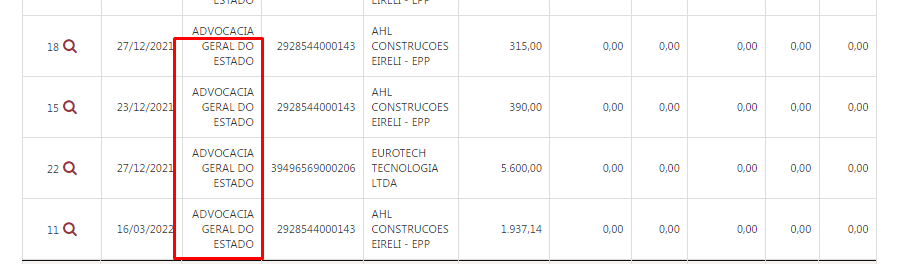 ESTADO
EIRELI - EPP
18 27/12/2021 ADVOCACIA GERAL DO ESTADO 2928544000143 AHL CONSTRUCOES EIRELI - EPP 315,00 0,00 0,00 0,00 0,00 0,00
15 23/12/2021 ADVOCACIA GERAL DO ESTADO 2928544000143 AHL CONSTRUCOES EIRELI - EPP 390,00 0,00 0,00 0,00 0,00 0,00
22 27/12/2021 ADVOCACIA GERAL DO ESTADO 39496569000206 EUROTECH TECNOLOGIA LTDA 5.600,00 0,00 0,00 0,00 0,00 0,00
11 16/03/2022 ADVOCACIA GERAL DO ESTADO 2928544000143 AHL CONSTRUCOES EIRELI - EPP 1.937,14 0,00 0,00 0,00 0,00 0,00